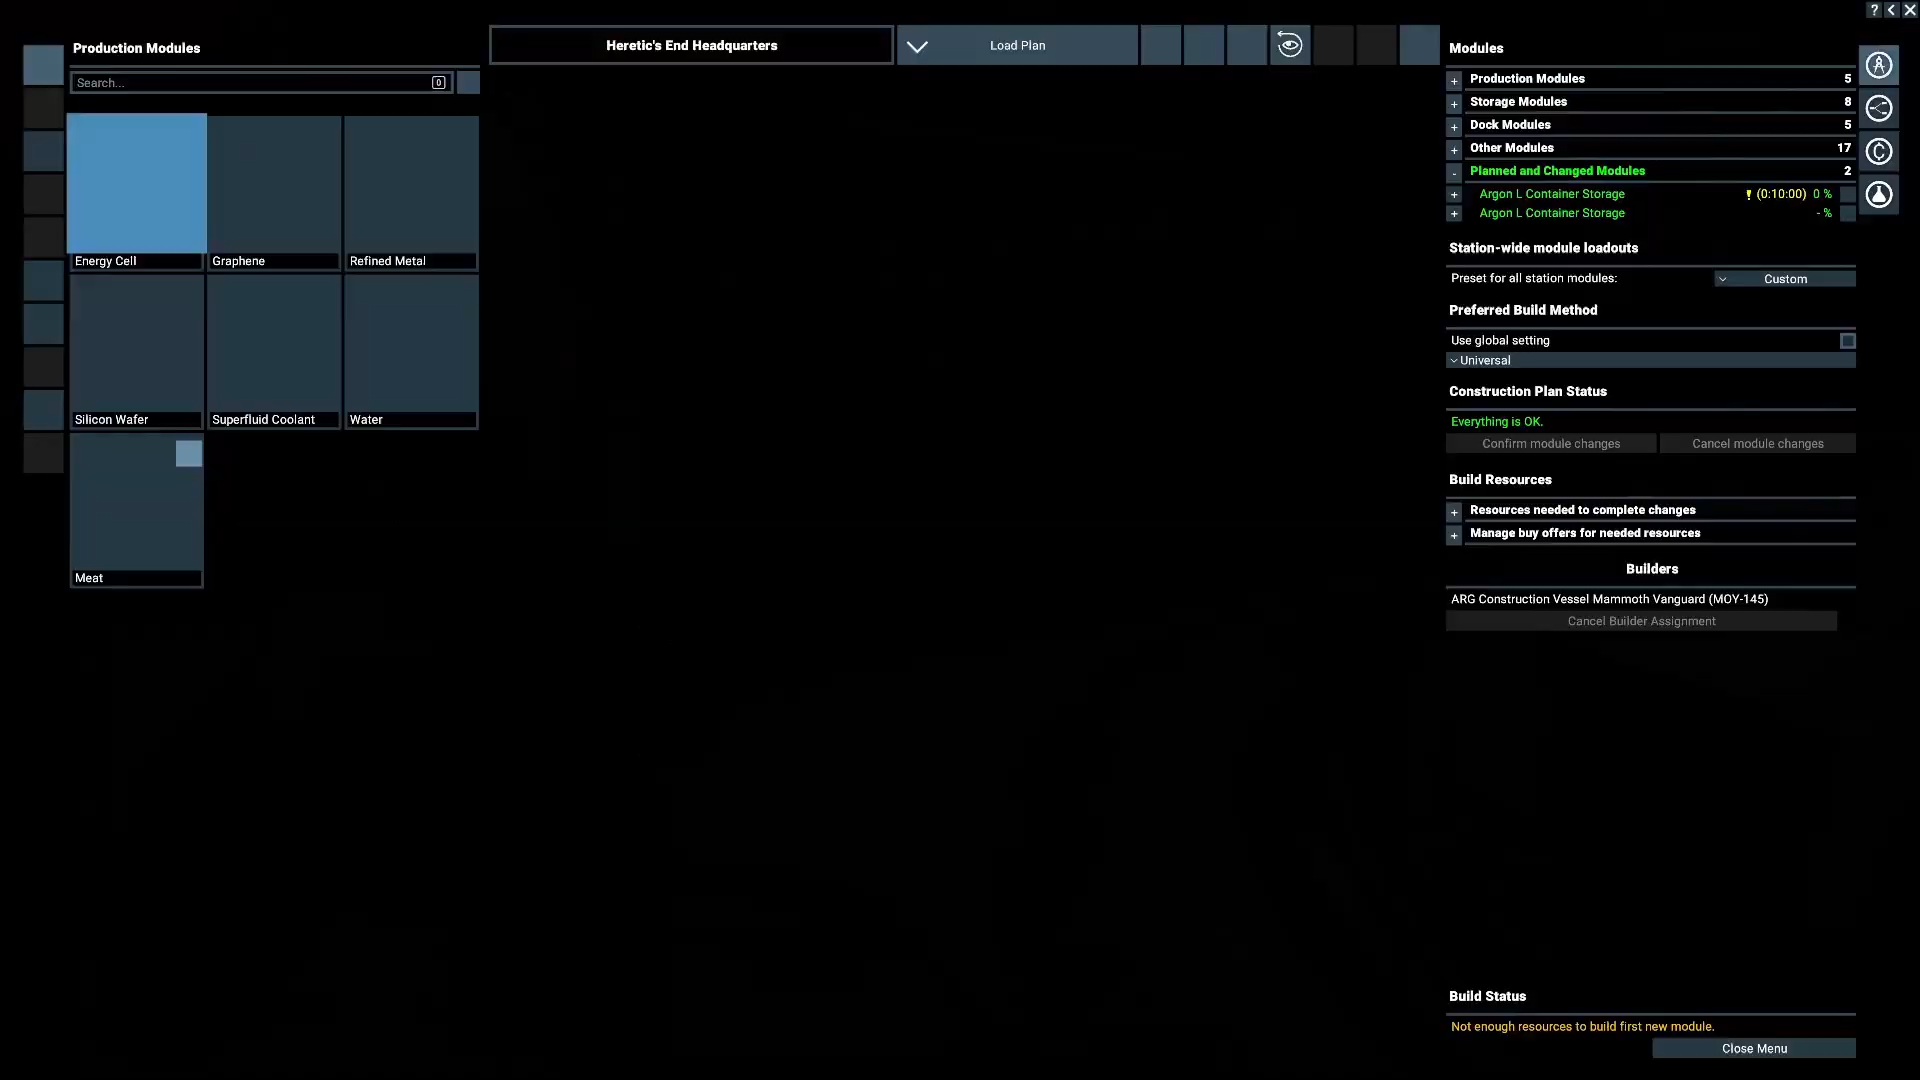 ? < X
Production Modules
Search...
0
Energy Cell
Graphene
Refined Metal
Silicon Wafer
Superfluid Coolant
Water
Meat
Heretic's End Headquarters
Load Plan
Modules
+ Production Modules 5
+ Storage Modules 8
+ Dock Modules 5
+ Other Modules 17
- Planned and Changed Modules 2
+ Argon L Container Storage ! (0:10:00) 0 %
+ Argon L Container Storage - %
Station-wide module loadouts
Preset for all station modules: Custom
Preferred Build Method
Use global setting
Universal
Construction Plan Status
Everything is OK.
Confirm module changes Cancel module changes
Build Resources
+ Resources needed to complete changes
+ Manage buy offers for needed resources
Builders
ARG Construction Vessel Mammoth Vanguard (MOY-145)
Cancel Builder Assignment
Build Status
Not enough resources to build first new module.
Close Menu